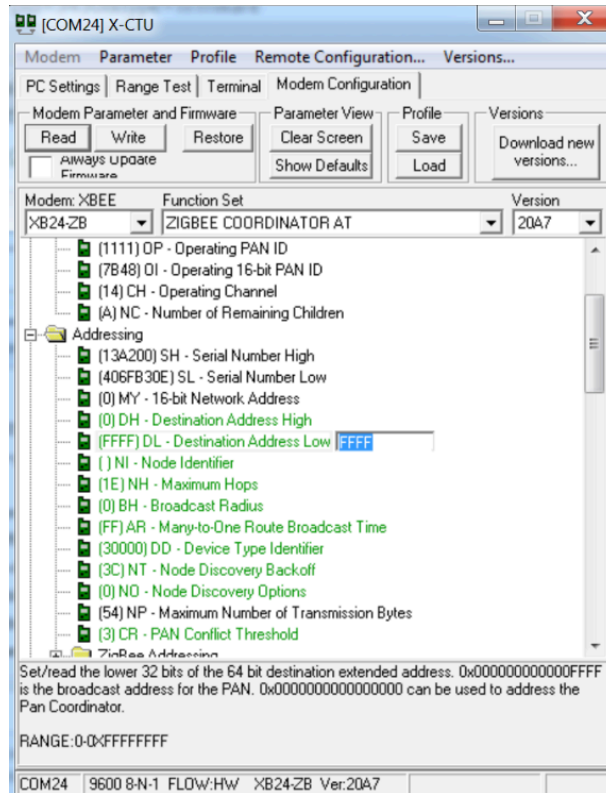 [COM24] X-CTU
Modem Parameter Profile Remote Configuration... Versions...
PC Settings Range Test Terminal Modem Configuration
Modem Parameter and Firmware Parameter View Profile Versions
Read Write Restore Clear Screen Save Download new versions...
Always Update Firmware Show Defaults Load
Modem: XBEE Function Set Version
XB24-ZB ZIGBEE COORDINATOR AT 20A7
(1111) OP - Operating PAN ID
(7B48) OI - Operating 16-bit PAN ID
(14) CH - Operating Channel
(A) NC - Number of Remaining Children
Addressing
(13A200) SH - Serial Number High
(406FB30E) SL - Serial Number Low
(0) MY - 16-bit Network Address
(0) DH - Destination Address High
(FFFF) DL - Destination Address Low FFFF
( ) NI - Node Identifier
(1E) NH - Maximum Hops
(0) BH - Broadcast Radius
(FF) AR - Many-to-One Route Broadcast Time
(30000) DD - Device Type Identifier
(3C) NT - Node Discovery Backoff
(0) NO - Node Discovery Options
(54) NP - Maximum Number of Transmission Bytes
(3) CR - PAN Conflict Threshold
ZigBee Addressing
Set/read the lower 32 bits of the 64 bit destination extended address. 0x000000000000FFFF
is the broadcast address for the PAN. 0x0000000000000000 can be used to address the
Pan Coordinator.
RANGE:0-0XFFFFFFFF
COM24 9600 8-N-1 FLOW:HW XB24-ZB Ver:20A7